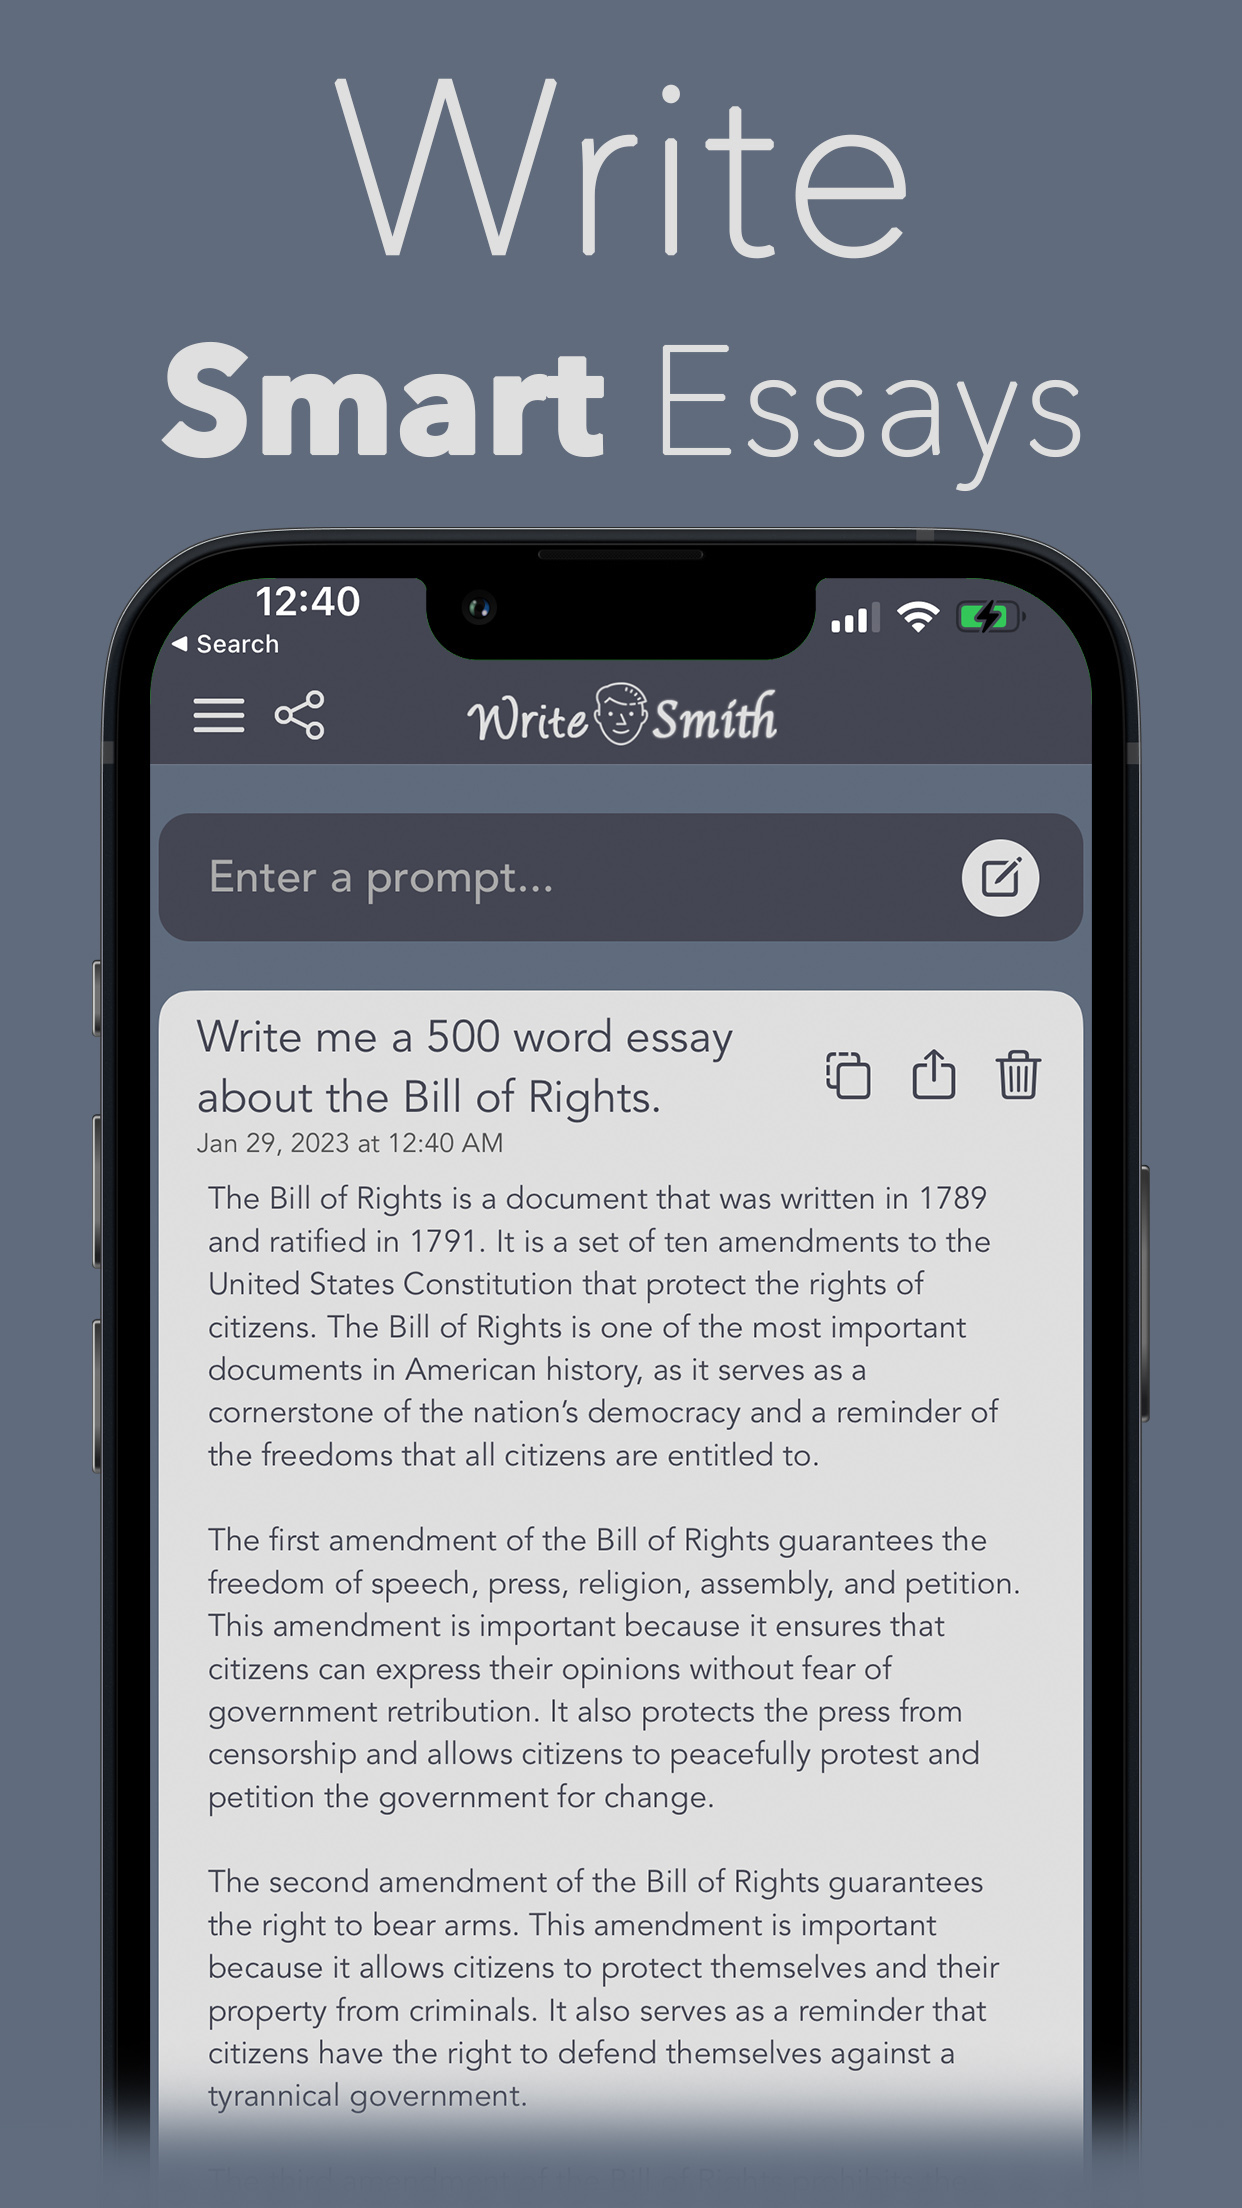 Write
Smart Essays
12:40
◀ Search
Write Smith
Enter a prompt...
Write me a 500 word essay
about the Bill of Rights.
Jan 29, 2023 at 12:40 AM
The Bill of Rights is a document that was written in 1789
and ratified in 1791. It is a set of ten amendments to the
United States Constitution that protect the rights of
citizens. The Bill of Rights is one of the most important
documents in American history, as it serves as a
cornerstone of the nation’s democracy and a reminder of
the freedoms that all citizens are entitled to.
The first amendment of the Bill of Rights guarantees the
freedom of speech, press, religion, assembly, and petition.
This amendment is important because it ensures that
citizens can express their opinions without fear of
government retribution. It also protects the press from
censorship and allows citizens to peacefully protest and
petition the government for change.
The second amendment of the Bill of Rights guarantees
the right to bear arms. This amendment is important
because it allows citizens to protect themselves and their
property from criminals. It also serves as a reminder that
citizens have the right to defend themselves against a
tyrannical government.
The third amendment of the Bill of Rights prohibits the